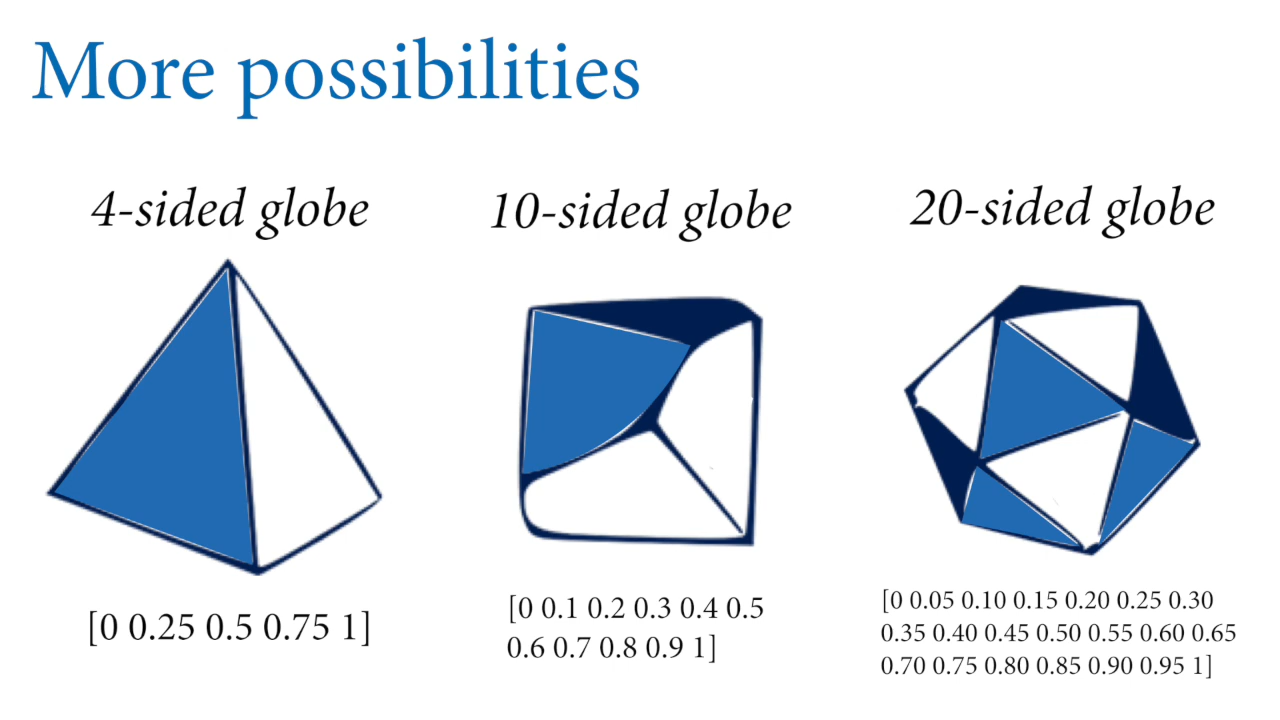 More possibilities
4-sided globe
10-sided globe
20-sided globe
[0 0.25 0.5 0.75 1]
[0 0.1 0.2 0.3 0.4 0.5
0.6 0.7 0.8 0.9 1]
[0 0.05 0.10 0.15 0.20 0.25 0.30
0.35 0.40 0.45 0.50 0.55 0.60 0.65
0.70 0.75 0.80 0.85 0.90 0.95 1]